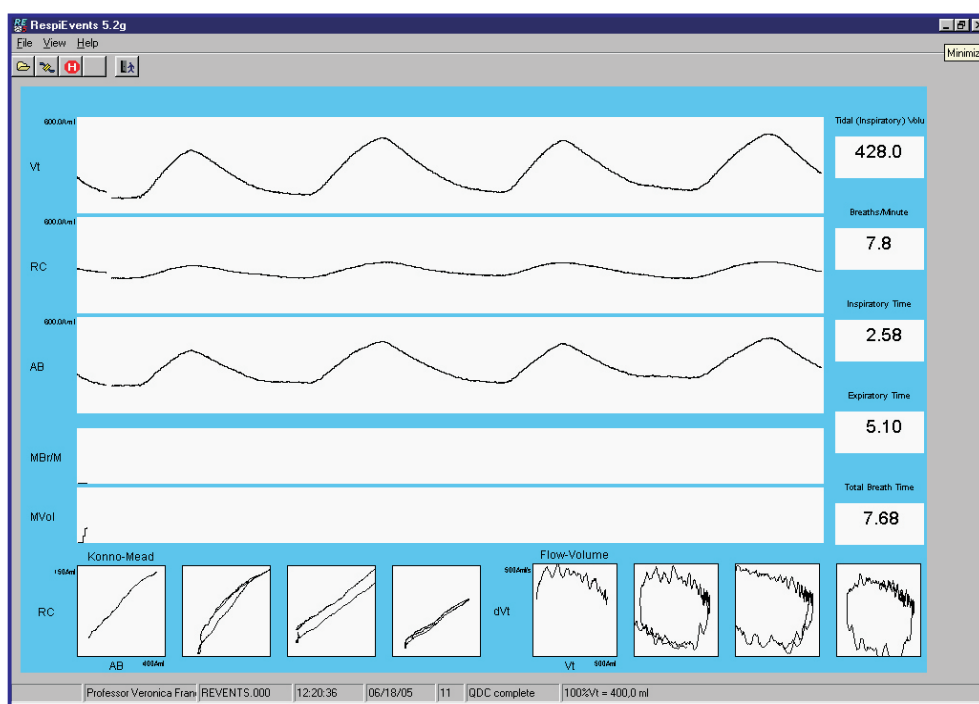 RespiEvents 5.2g
File View Help
Minimiz
600.0Aml
Vt
Tidal (Inspiratory) Volu
428.0
600.0Aml
RC
Breaths/Minute
7.8
Inspiratory Time
2.58
600.0Aml
AB
Expiratory Time
5.10
MBr/M
Total Breath Time
7.68
MVol
Konno-Mead
Flow-Volume
RC
AB
400Aml
500Aml/s
dVt
Vt
500Aml
Professor Veronica Fran REVENTS.000 12:20:36 06/18/05 11 QDC complete 100%Vt = 400,0 ml